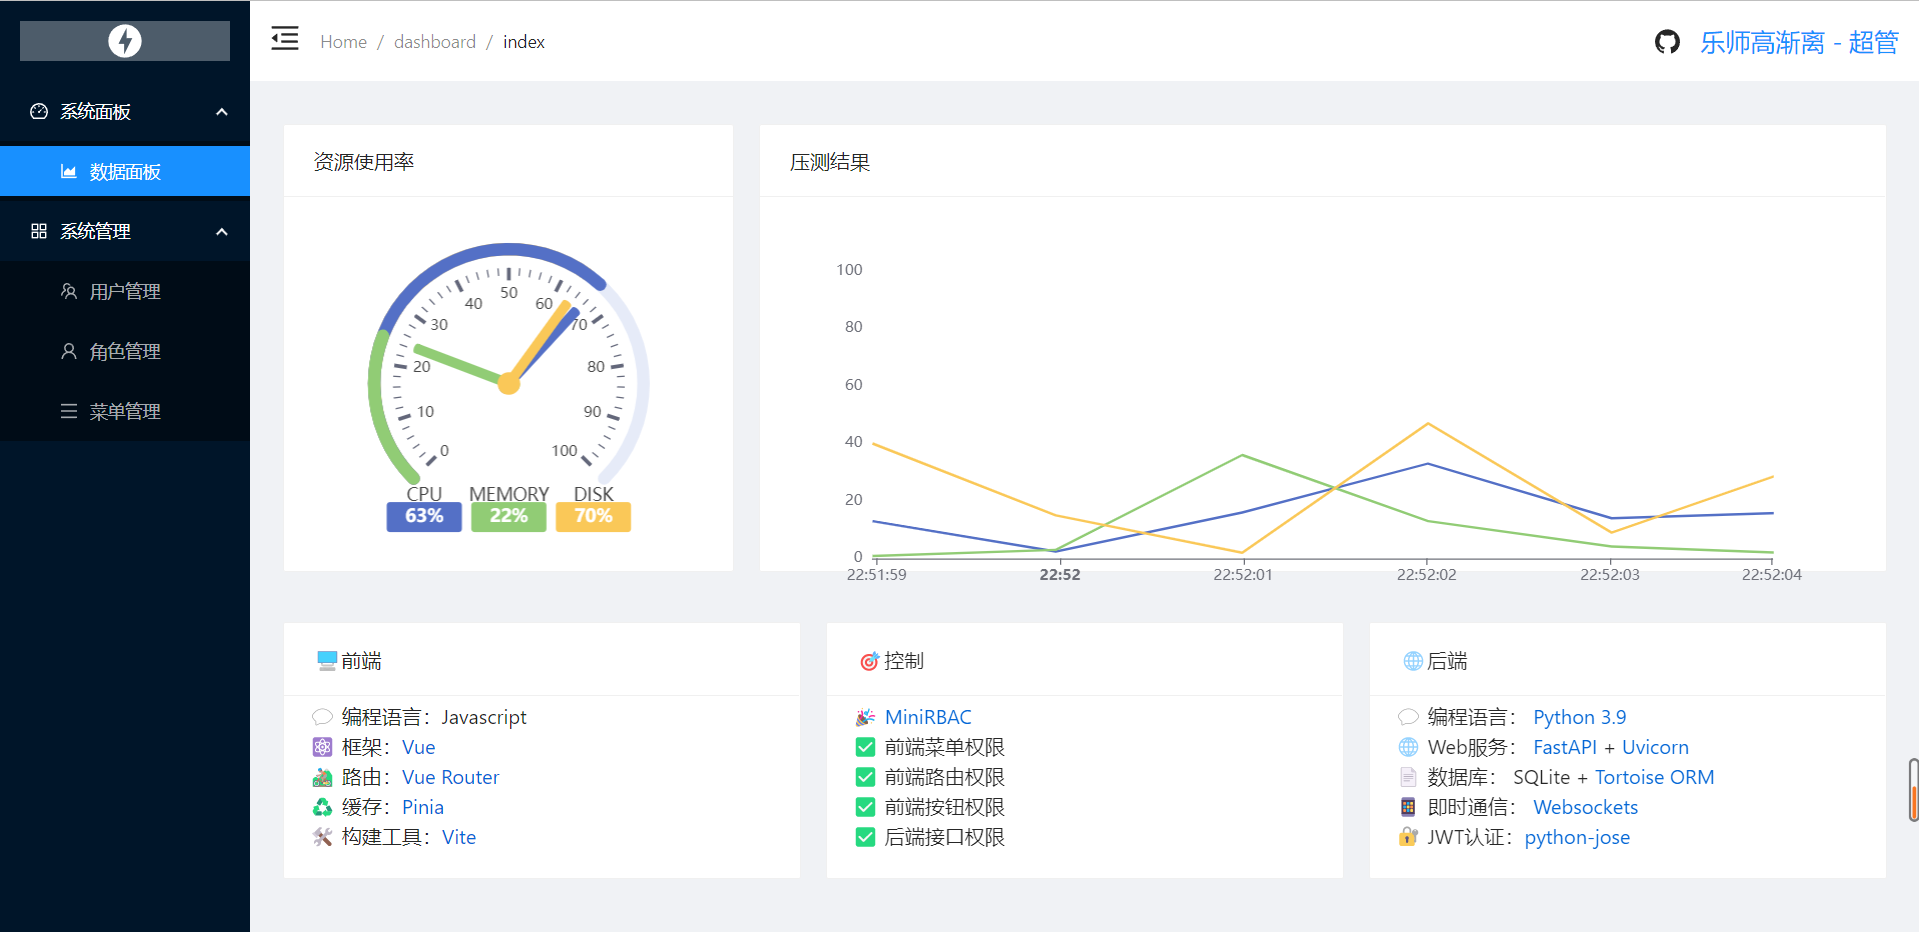 Home / dashboard / index
乐师高渐离 - 超管
系统面板
数据面板
系统管理
用户管理
角色管理
菜单管理
资源使用率
0
10
20
30
40
50
60
70
80
90
100
CPU MEMORY DISK
63% 22% 70%
压测结果
100
80
60
40
20
0
22:51:59 22:52 22:52:01 22:52:02 22:52:03 22:52:04
前端
编程语言：Javascript
框架：Vue
路由：Vue Router
缓存：Pinia
构建工具：Vite
控制
MiniRBAC
前端菜单权限
前端路由权限
前端按钮权限
后端接口权限
后端
编程语言： Python 3.9
Web服务： FastAPI + Uvicorn
数据库： SQLite + Tortoise ORM
即时通信： Websockets
JWT认证：python-jose